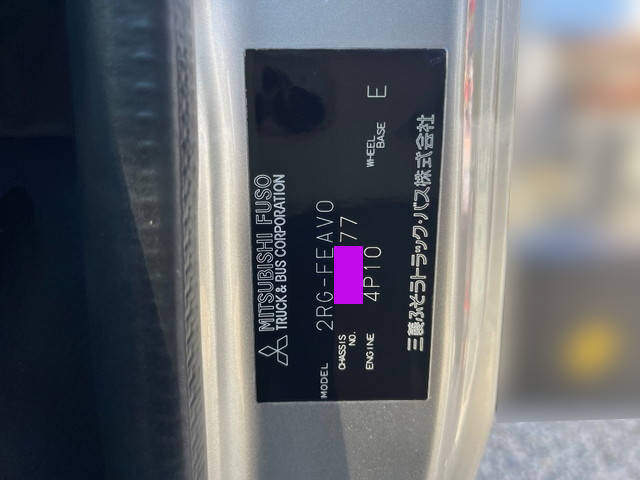 MITSUBISHI FUSO
TRUCK & BUS CORPORATION
MODEL 2RG-FEAV0
CHASSIS NO. 77
ENGINE 4P10 WHEEL BASE E
三菱ふそうトラック・バス株式会社